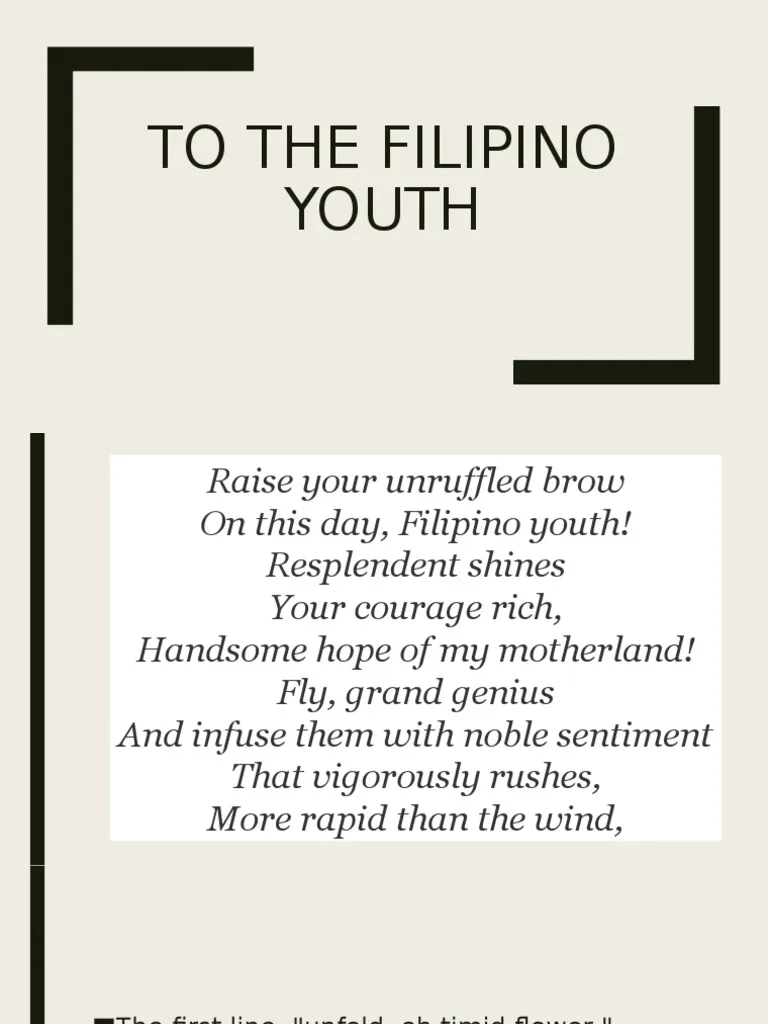 TO THE FILIPINO
YOUTH
Raise your unruffled brow
On this day, Filipino youth!
Resplendent shines
Your courage rich,
Handsome hope of my motherland!
Fly, grand genius
And infuse them with noble sentiment
That vigorously rushes,
More rapid than the wind,
The first line, "unfold, oh timid flower,"